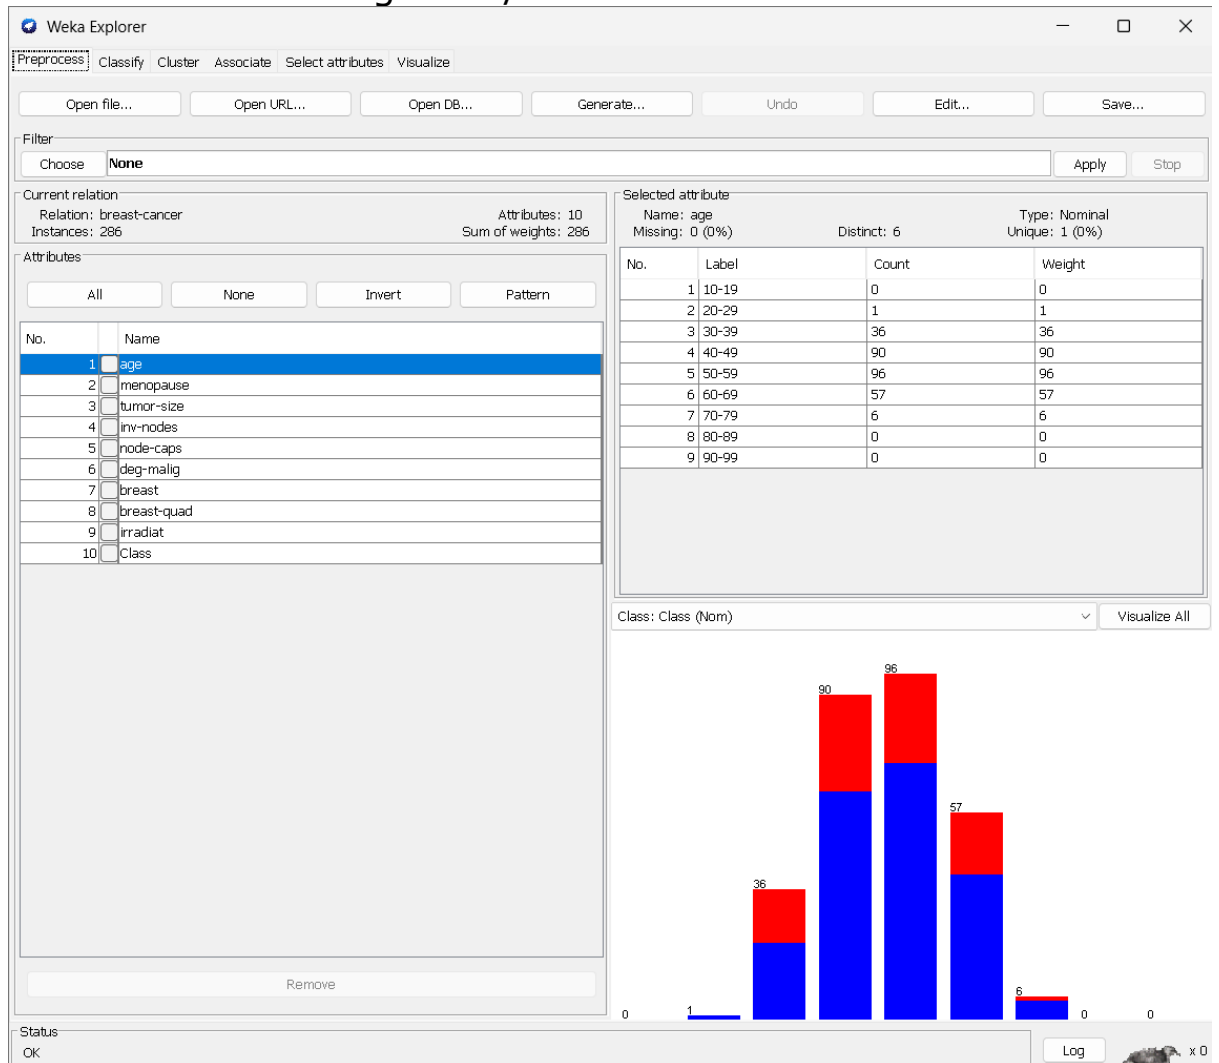 Weka Explorer
Preprocess Classify Cluster Associate Select attributes Visualize
Open file... Open URL... Open DB... Generate... Undo Edit... Save...
Filter
Choose None Apply Stop
Current relation
Relation: breast-cancer Attributes: 10
Instances: 286 Sum of weights: 286
Attributes
All None Invert Pattern
No. Name
1 age
2 menopause
3 tumor-size
4 inv-nodes
5 node-caps
6 deg-malig
7 breast
8 breast-quad
9 irradiat
10 Class
Remove
Selected attribute
Name: age Type: Nominal
Missing: 0 (0%) Distinct: 6 Unique: 1 (0%)
No. Label Count Weight
1 10-19 0 0
2 20-29 1 1
3 30-39 36 36
4 40-49 90 90
5 50-59 96 96
6 60-69 57 57
7 70-79 6 6
8 80-89 0 0
9 90-99 0 0
Class: Class (Nom) Visualize All
0 1 36 90 96 57 6 0 0
Status
OK Log x 0